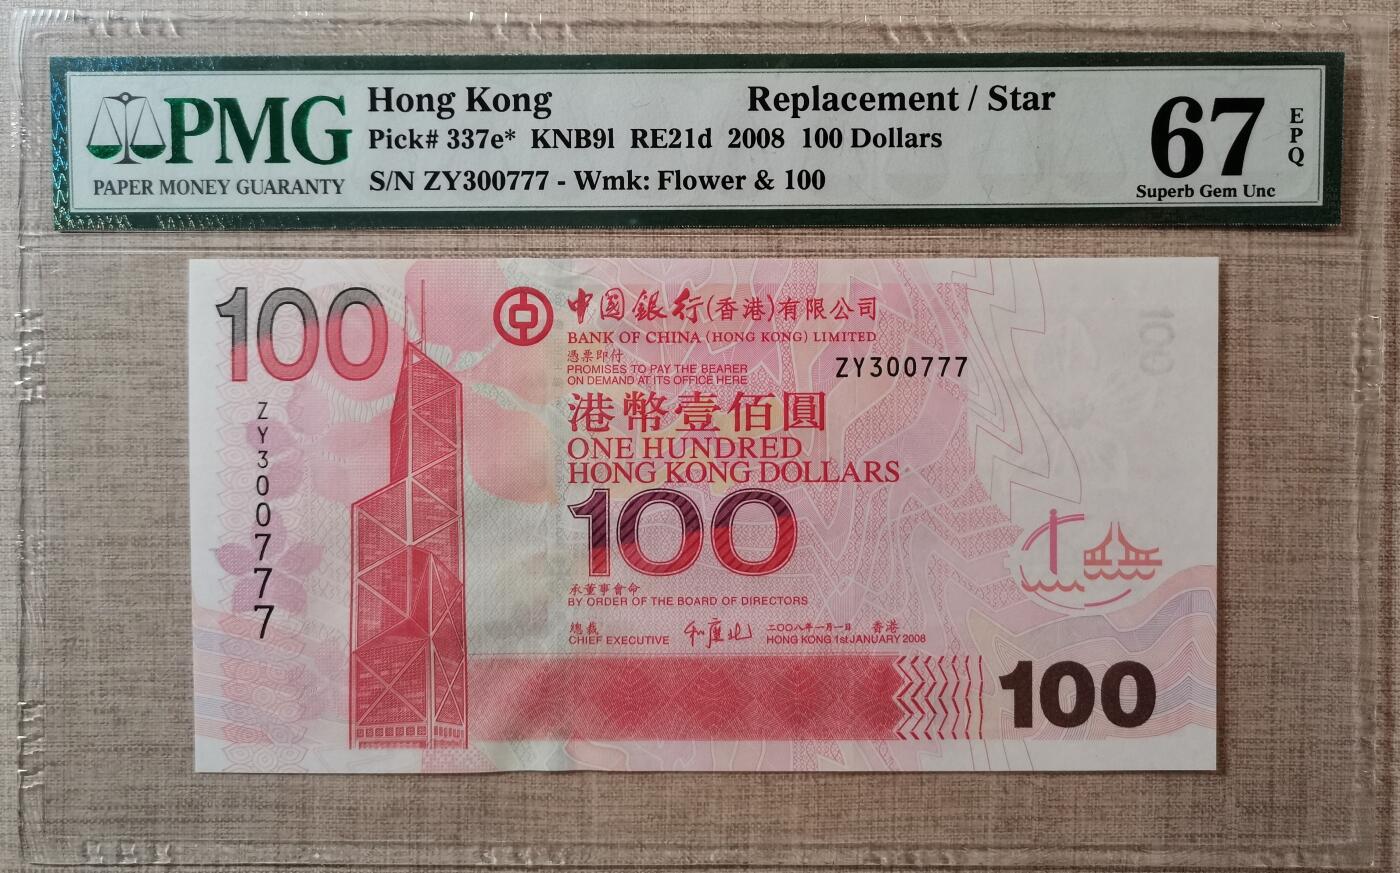 PMG
PAPER MONEY GUARANTY
Hong Kong Replacement / Star
Pick# 337e* KNB9l RE21d 2008 100 Dollars
S/N ZY300777 - Wmk: Flower & 100
67
EPQ
Superb Gem Unc
100
中國銀行(香港)有限公司
BANK OF CHINA (HONG KONG) LIMITED
憑票即付
PROMISES TO PAY THE BEARER
ON DEMAND AT ITS OFFICE HERE
ZY300777
港幣壹佰圓
ONE HUNDRED
HONG KONG DOLLARS
100
承董事會命
BY ORDER OF THE BOARD OF DIRECTORS
總裁
CHIEF EXECUTIVE
和廣北
二〇〇八年一月一日 香港
HONG KONG 1st JANUARY 2008
ZY300777
100
100